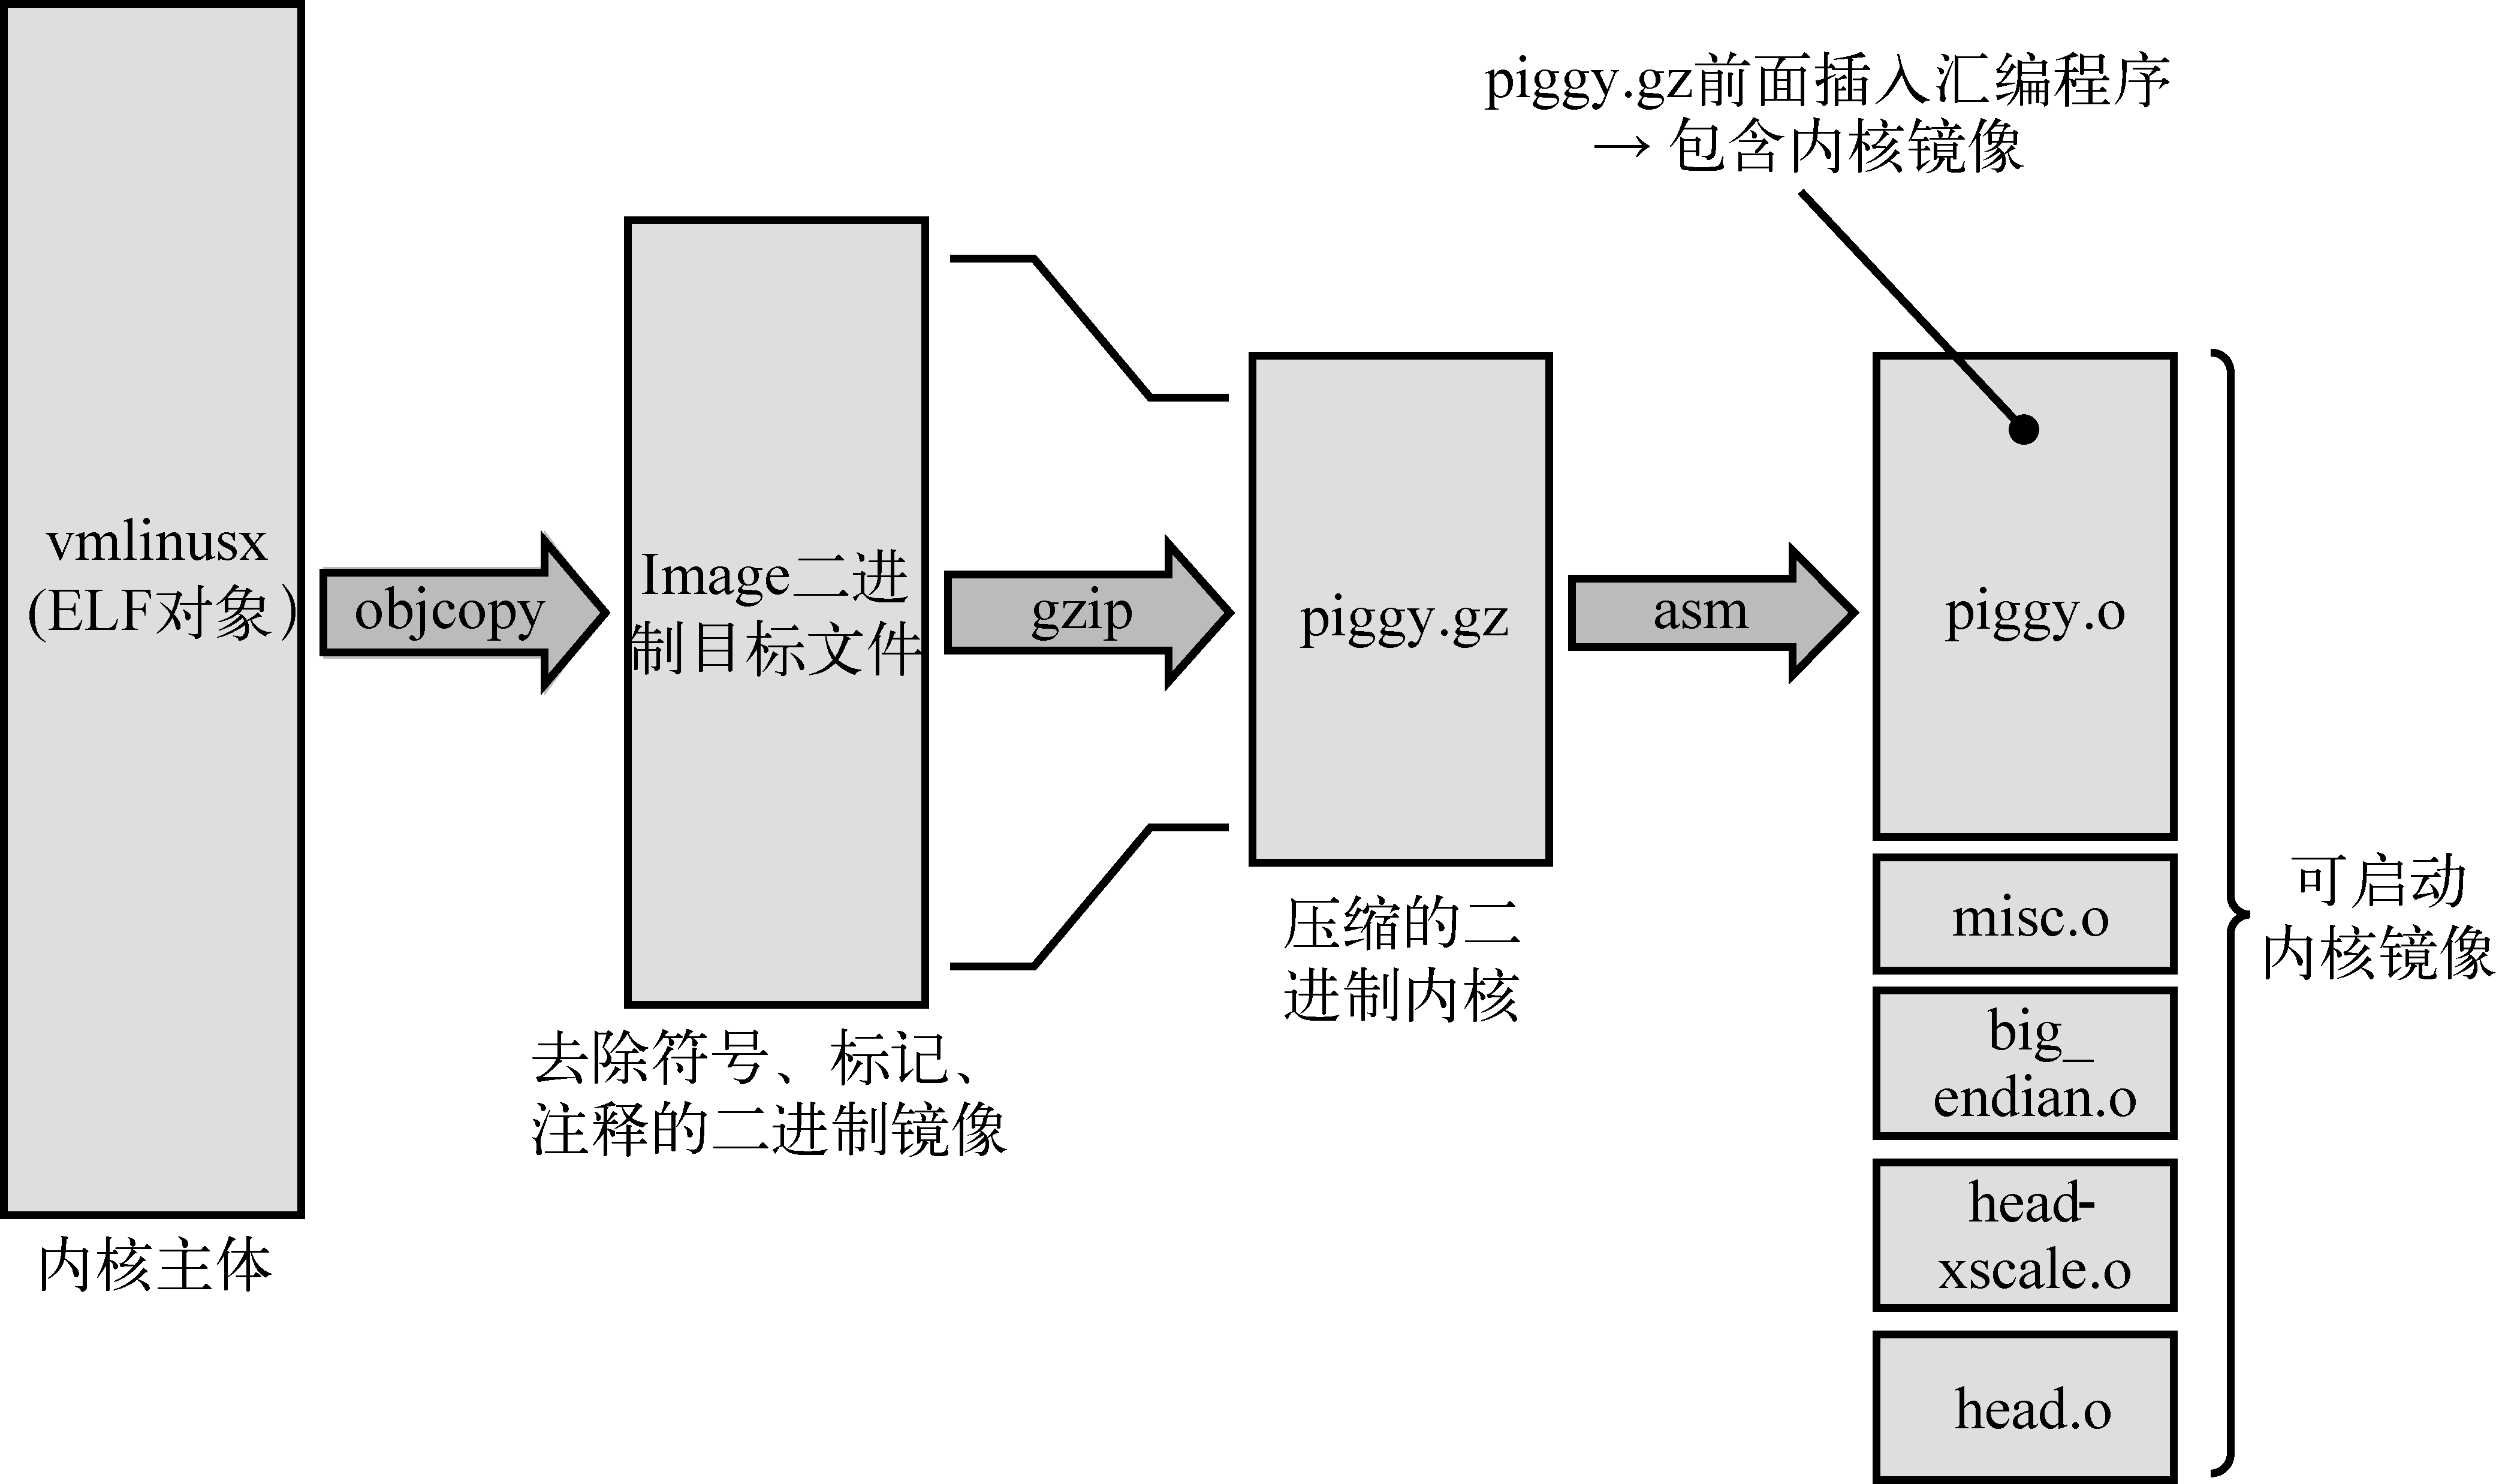 piggy.gz前面插入汇编程序
→ 包含内核镜像
vmlinusx
(ELF对象)
内核主体
objcopy
Image二进
制目标文件
去除符号、标记、
注释的二进制镜像
gzip
piggy.gz
压缩的二
进制内核
asm
piggy.o
misc.o
big_
endian.o
head-
xscale.o
head.o
可启动
内核镜像